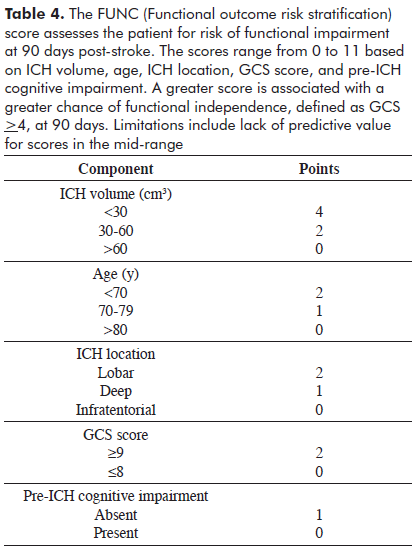 Table 4. The FUNC (Functional outcome risk stratification)
score assesses the patient for risk of functional impairment
at 90 days post-stroke. The scores range from 0 to 11 based
on ICH volume, age, ICH location, GCS score, and pre-ICH
cognitive impairment. A greater score is associated with a
greater chance of functional independence, defined as GCS
≥4, at 90 days. Limitations include lack of predictive value
for scores in the mid-range
Component Points
ICH volume (cm³)
<30 4
30-60 2
>60 0
Age (y)
<70 2
70-79 1
>80 0
ICH location
Lobar 2
Deep 1
Infratentorial 0
GCS score
≥9 2
≤8 0
Pre-ICH cognitive impairment
Absent 1
Present 0